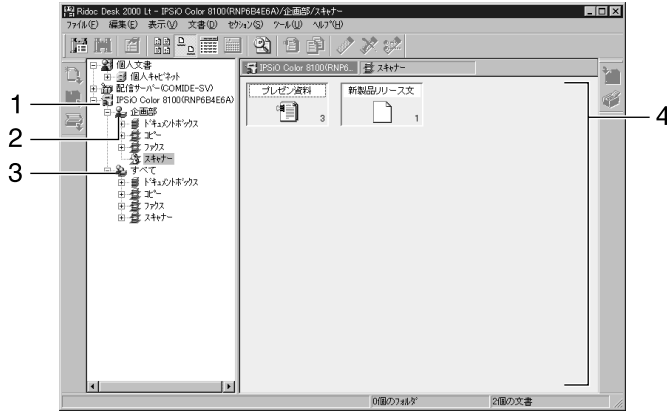 Ridoc Desk 2000 Lt - IPSiO Color 8100(RNP6B4E6A)/企画部/スキャナー
ファイル(F) 編集(E) 表示(V) 文書(D) セクション(S) ツール(U) ヘルプ(H)
個人文書
個人キャビネット
配信サーバー(COMIDE-SV)
IPSiO Color 8100(RNP6B4E6A)
企画部
ドキュメントボックス
コピー
ファクス
スキャナー
すべて
ドキュメントボックス
コピー
ファクス
スキャナー
IPSiO Color 8100(RNP6... スキャナー
プレゼン資料 新製品リリース文
3 1
0個のフォルダ 2個の文書
1
2
3
4